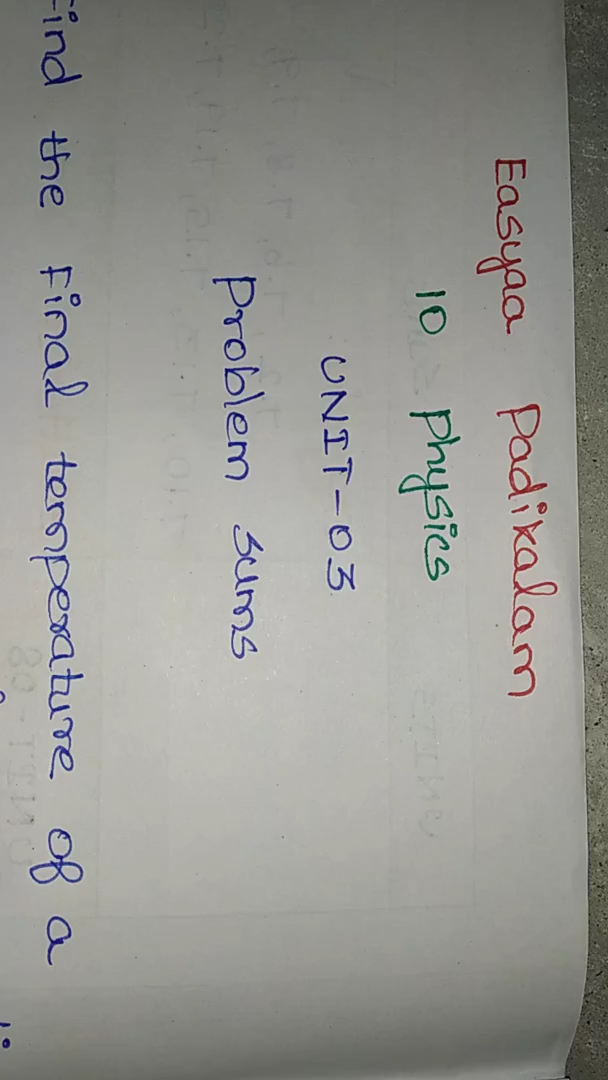 Easyaa Padikalam
10 Physics
UNIT-03
Problem sums
Find the Final temperature of a